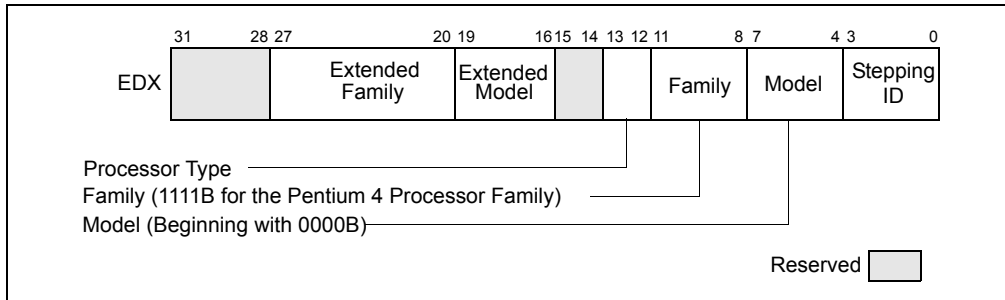 31 28 27 20 19 1615 14 13 12 11 8 7 4 3 0
EDX
Extended
Family
Extended
Model
Family
Model
Stepping
ID
Processor Type
Family (1111B for the Pentium 4 Processor Family)
Model (Beginning with 0000B)
Reserved